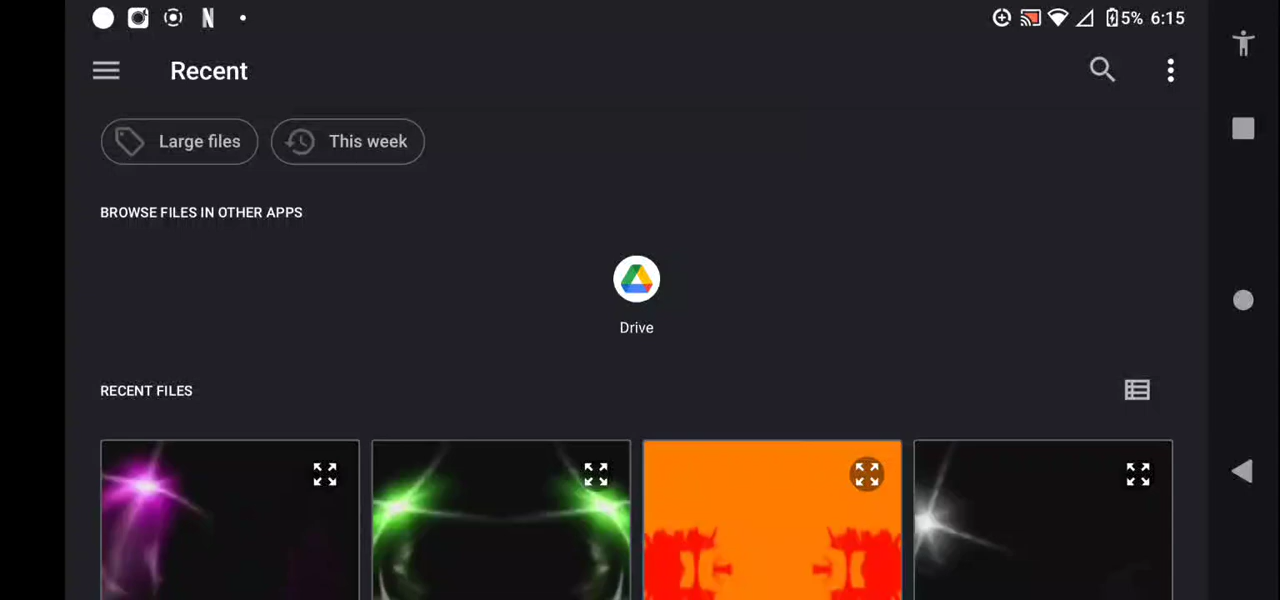 N 5% 6:15
Recent
Large files This week
BROWSE FILES IN OTHER APPS
Drive
RECENT FILES